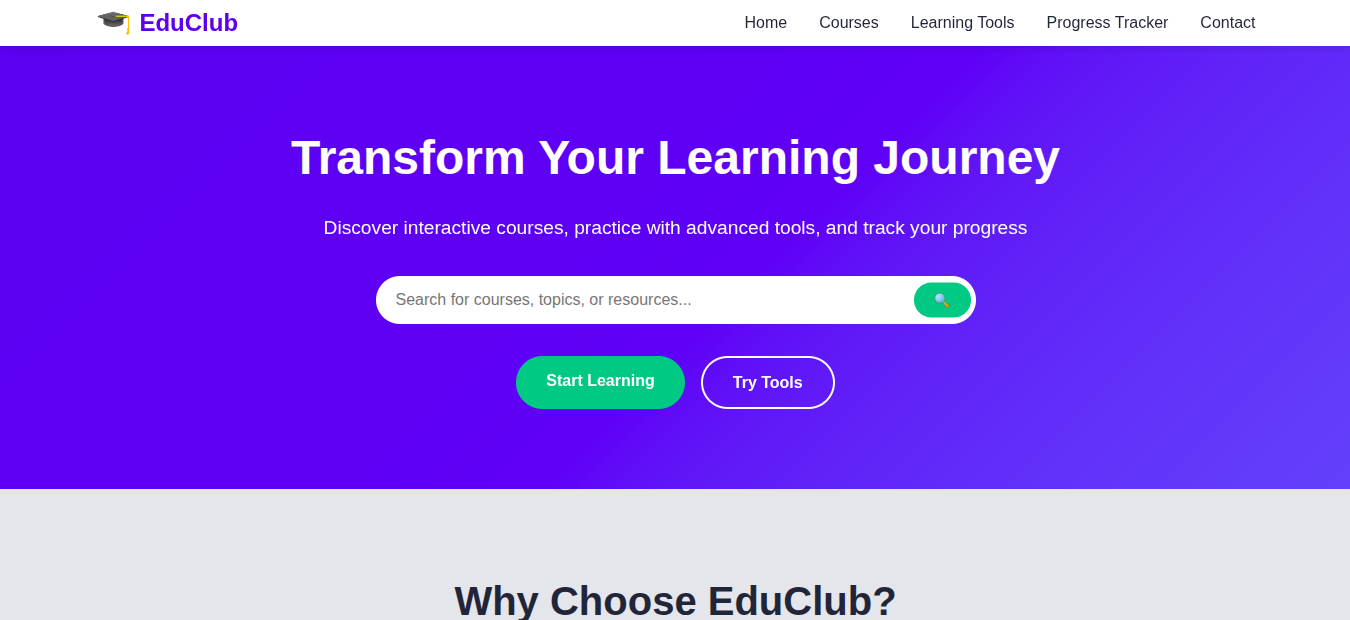 EduClub
Home Courses Learning Tools Progress Tracker Contact
Transform Your Learning Journey
Discover interactive courses, practice with advanced tools, and track your progress
Search for courses, topics, or resources...
Start Learning Try Tools
Why Choose EduClub?